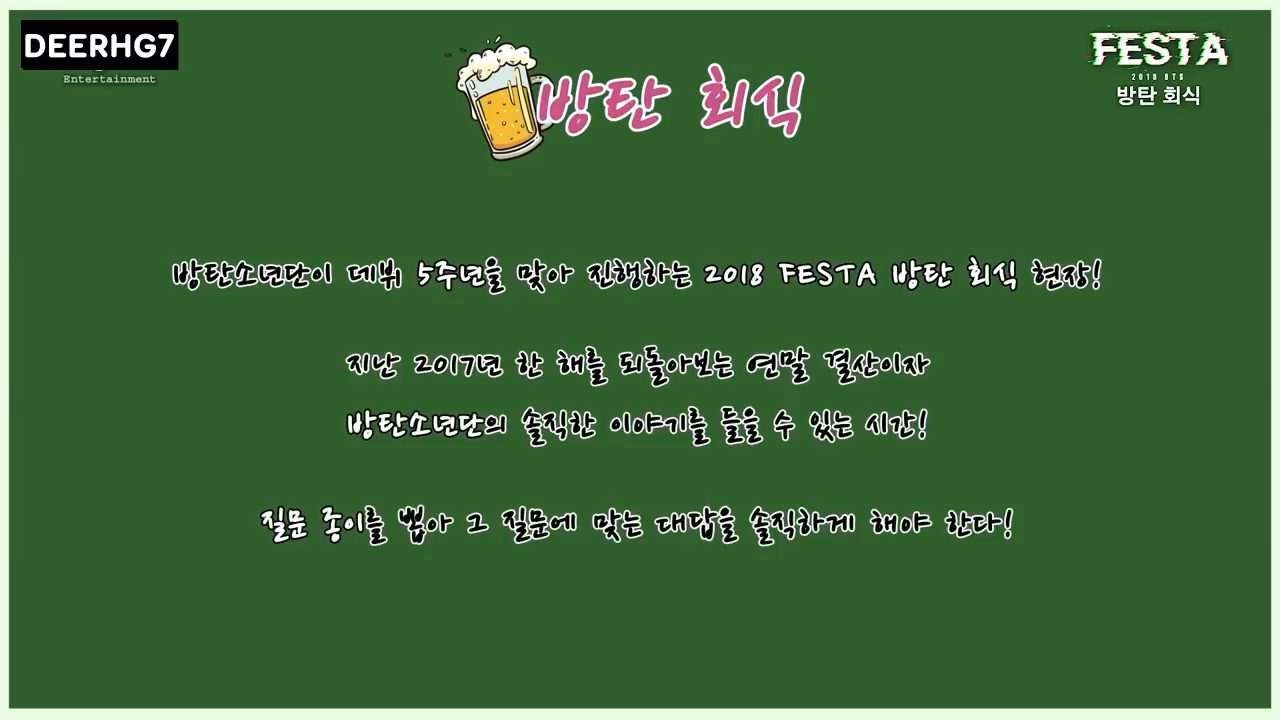 DEERHG7
Entertainment
FESTA
2018 BTS
방탄 회식
방탄 회식
방탄소년단이 데뷔 5주년을 맞아 진행하는 2018 FESTA 방탄 회식 현장!
지난 2017년 한 해를 되돌아보는 연말 결산이자
방탄소년단의 솔직한 이야기를 들을 수 있는 시간!
질문 종이를 뽑아 그 질문에 맞는 대답을 솔직하게 해야 한다!